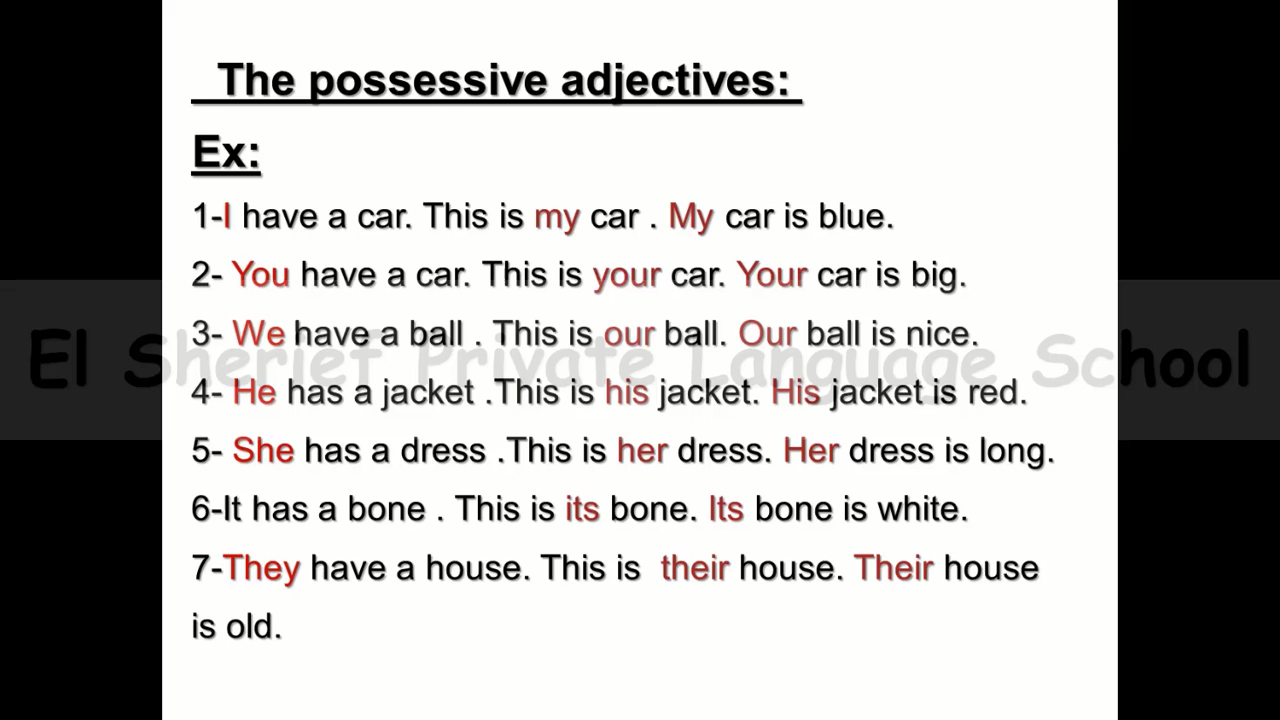 The possessive adjectives:
Ex:
1-I have a car. This is my car . My car is blue.
2- You have a car. This is your car. Your car is big.
3- We have a ball . This is our ball. Our ball is nice.
El Sherief Private Language School
4- He has a jacket .This is his jacket. His jacket is red.
5- She has a dress .This is her dress. Her dress is long.
6-It has a bone . This is its bone. Its bone is white.
7-They have a house. This is  their house. Their house
is old.